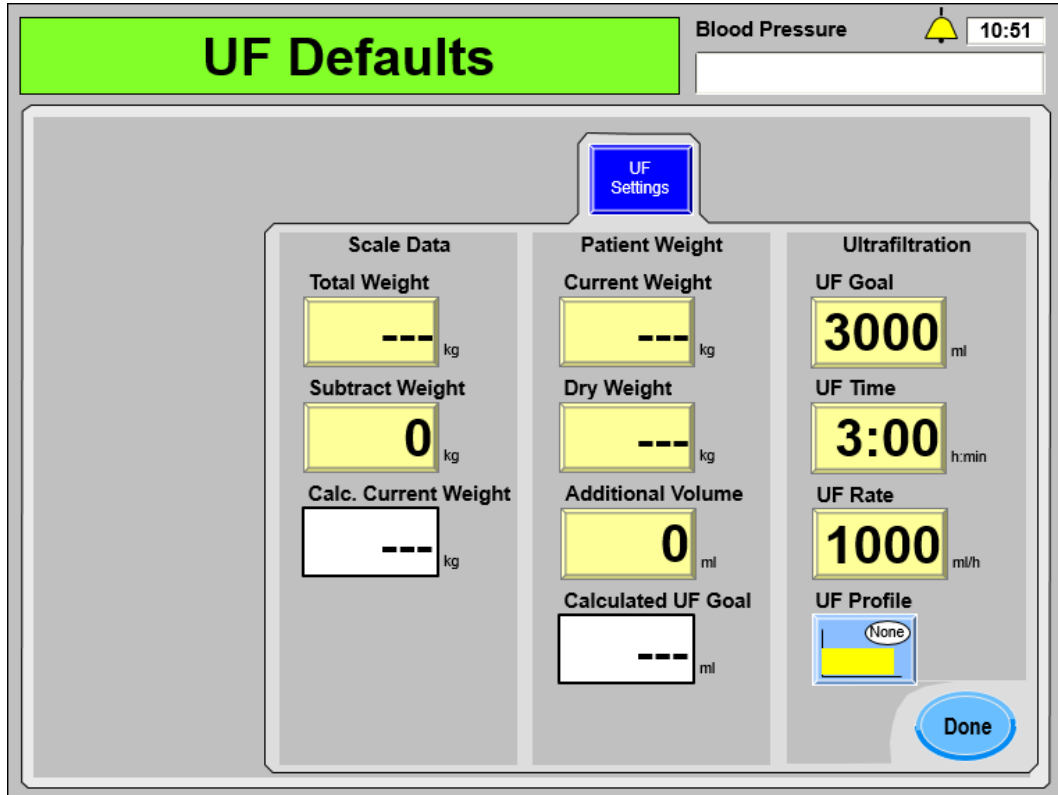 UF Defaults
Blood Pressure
10:51
UF
Settings
Scale Data
Total Weight
--- kg
Subtract Weight
0 kg
Calc. Current Weight
--- kg
Patient Weight
Current Weight
--- kg
Dry Weight
--- kg
Additional Volume
0 ml
Calculated UF Goal
--- ml
Ultrafiltration
UF Goal
3000 ml
UF Time
3:00 h:min
UF Rate
1000 ml/h
UF Profile
None
Done